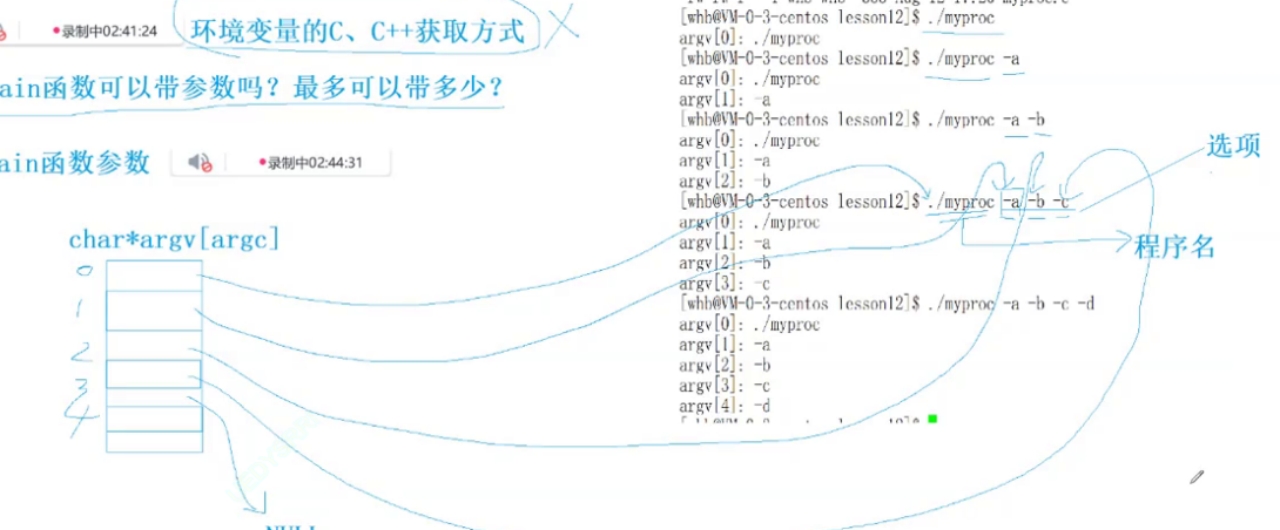 录制中02:41:24
环境变量的C、C++获取方式
ain函数可以带参数吗？最多可以带多少？
ain函数参数
录制中02:44:31
char*argv[argc]
0
1
2
3
4
NULL
[whb@VM-0-3-centos lesson12]$ ./myproc
argv[0]: ./myproc
[whb@VM-0-3-centos lesson12]$ ./myproc -a
argv[0]: ./myproc
argv[1]: -a
[whb@VM-0-3-centos lesson12]$ ./myproc -a -b
argv[0]: ./myproc
argv[1]: -a
argv[2]: -b
[whb@VM-0-3-centos lesson12]$ ./myproc -a -b -c
argv[0]: ./myproc
argv[1]: -a
argv[2]: -b
argv[3]: -c
[whb@VM-0-3-centos lesson12]$ ./myproc -a -b -c -d
argv[0]: ./myproc
argv[1]: -a
argv[2]: -b
argv[3]: -c
argv[4]: -d
选项
程序名